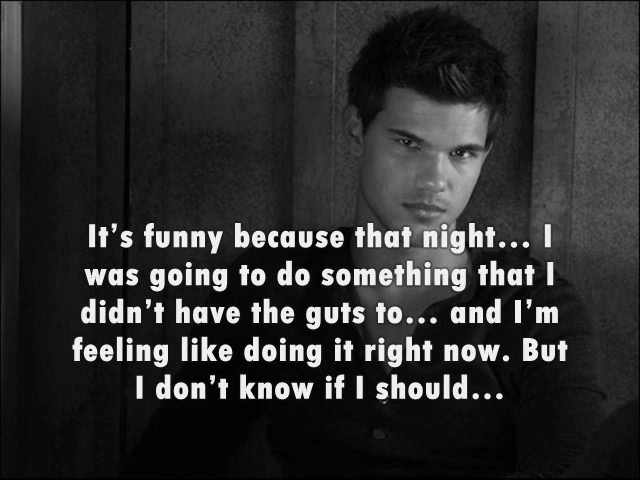 It's funny because that night... I
was going to do something that I
didn't have the guts to... and I'm
feeling like doing it right now. But
I don't know if I should...